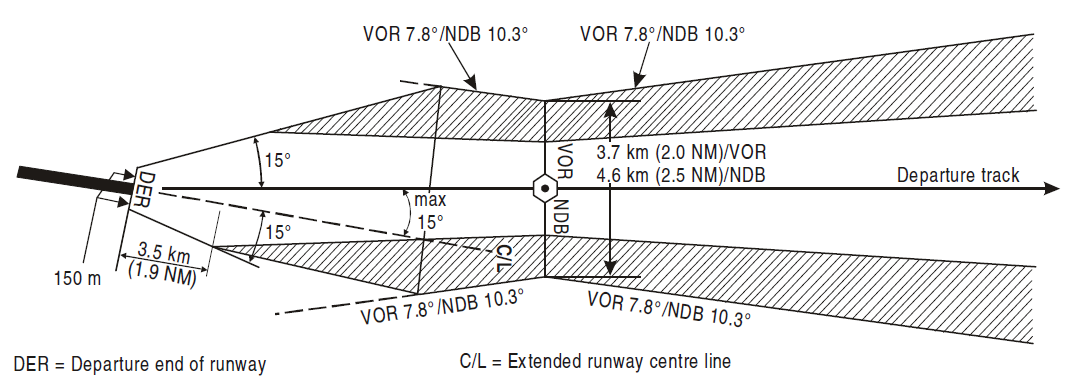 VOR 7.8°/NDB 10.3°
VOR 7.8°/NDB 10.3°
15°
VOR
3.7 km (2.0 NM)/VOR
4.6 km (2.5 NM)/NDB
Departure track
DER
max
15°
NDB
15°
C/L
3.5 km
(1.9 NM)
150 m
VOR 7.8°/NDB 10.3°
VOR 7.8°/NDB 10.3°
DER = Departure end of runway
C/L = Extended runway centre line